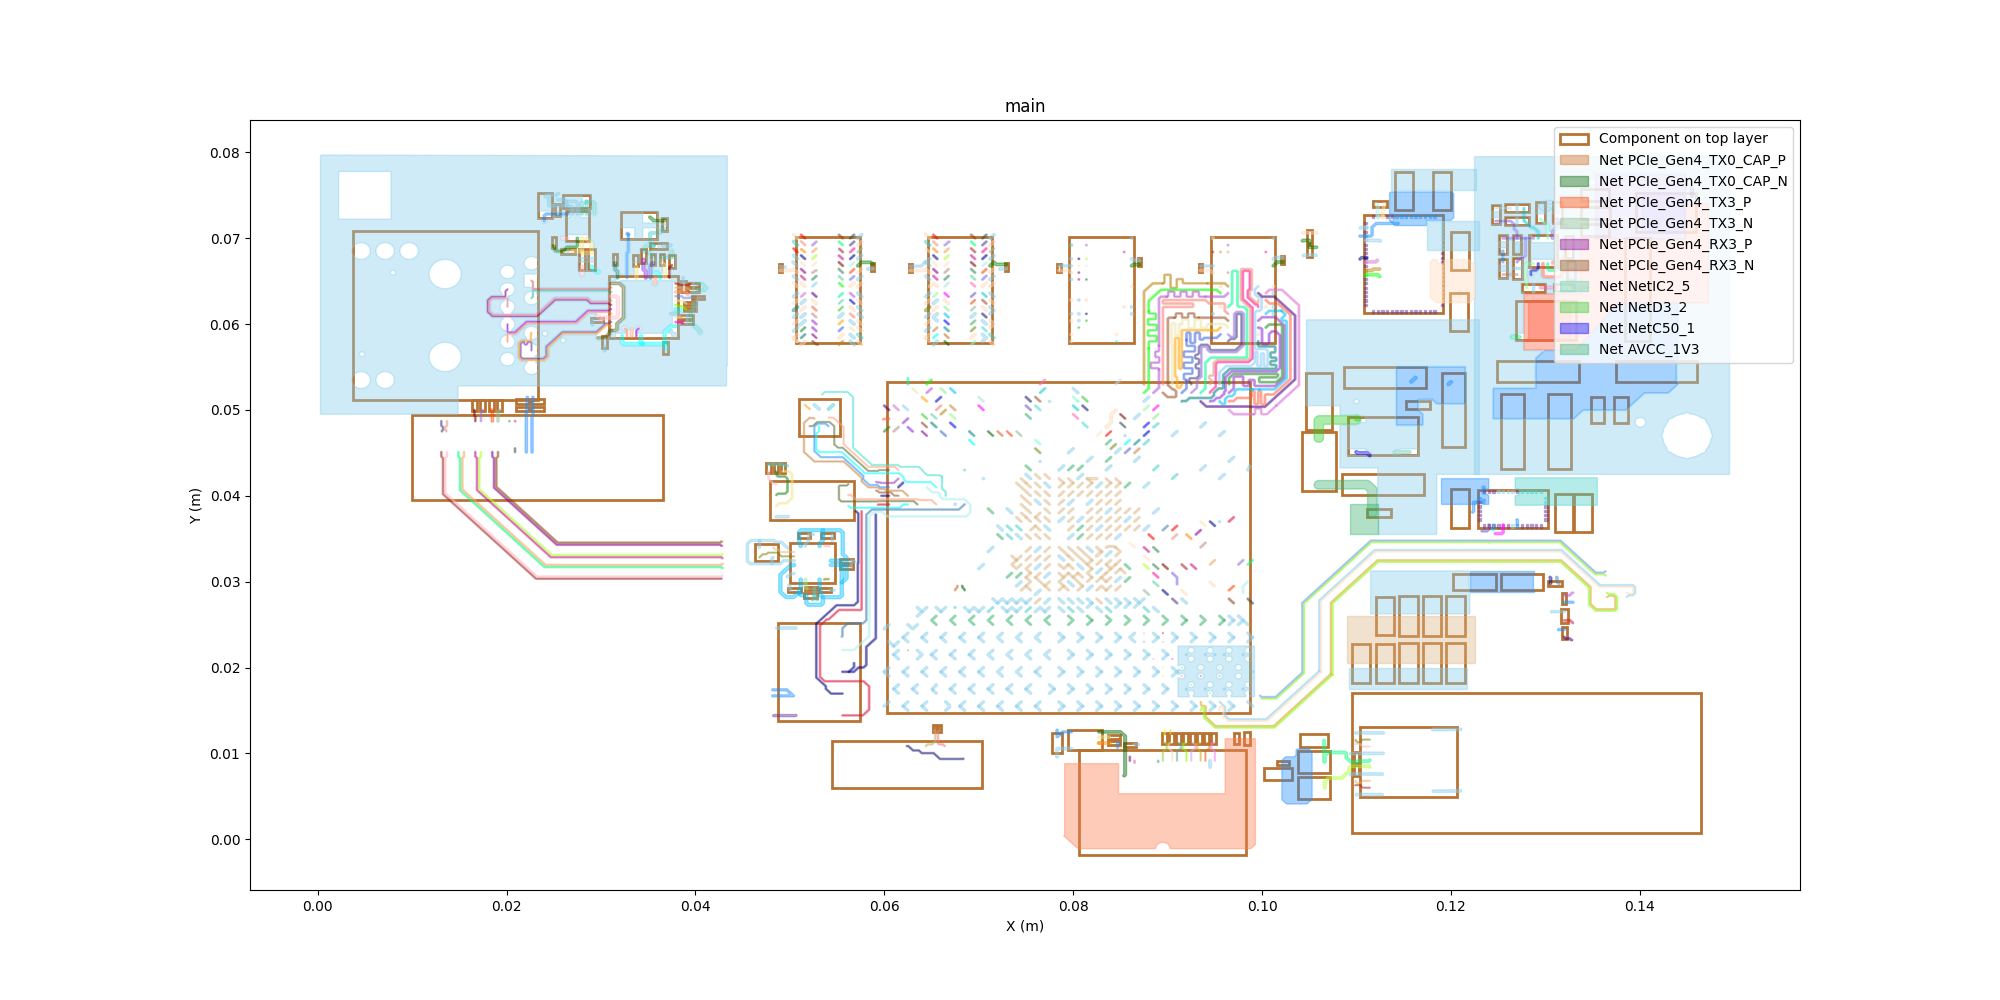 main
Component on top layer
Net PCIe_Gen4_TX0_CAP_P
Net PCIe_Gen4_TX0_CAP_N
Net PCIe_Gen4_TX3_P
Net PCIe_Gen4_TX3_N
Net PCIe_Gen4_RX3_P
Net PCIe_Gen4_RX3_N
Net NetIC2_5
Net NetD3_2
Net NetC50_1
Net AVCC_1V3
0.08
0.07
0.06
0.05
0.04
0.03
0.02
0.01
0.00
Y (m)
0.00 0.02 0.04 0.06 0.08 0.10 0.12 0.14
X (m)